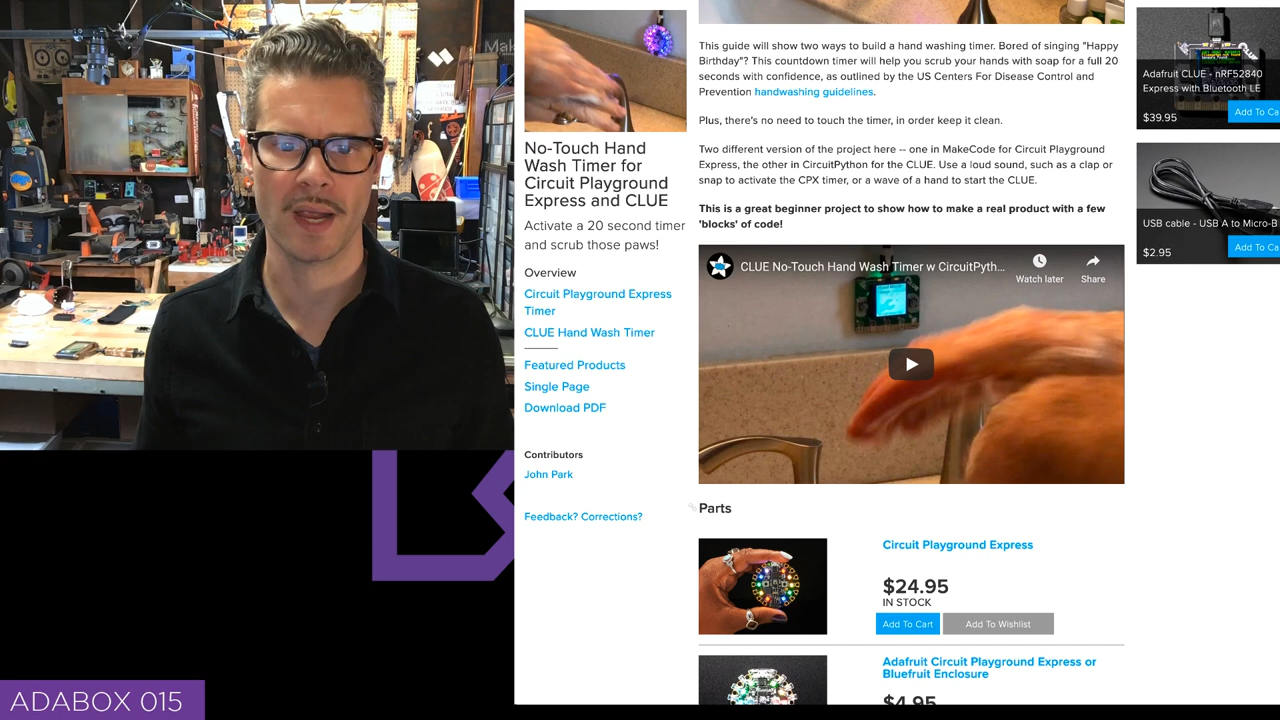 Mak
No-Touch Hand
Wash Timer for
Circuit Playground
Express and CLUE
Activate a 20 second timer
and scrub those paws!
Overview
Circuit Playground Express
Timer
CLUE Hand Wash Timer
Featured Products
Single Page
Download PDF
Contributors
John Park
Feedback? Corrections?
This guide will show two ways to build a hand washing timer. Bored of singing "Happy
Birthday"? This countdown timer will help you scrub your hands with soap for a full 20
seconds with confidence, as outlined by the US Centers For Disease Control and
Prevention handwashing guidelines.
Plus, there's no need to touch the timer, in order keep it clean.
Two different version of the project here -- one in MakeCode for Circuit Playground
Express, the other in CircuitPython for the CLUE. Use a loud sound, such as a clap or
snap to activate the CPX timer, or a wave of a hand to start the CLUE.
This is a great beginner project to show how to make a real product with a few
'blocks' of code!
CLUE No-Touch Hand Wash Timer w CircuitPyth...
Watch later
Share
Parts
Circuit Playground Express
$24.95
IN STOCK
Add To Cart
Add To Wishlist
Adafruit Circuit Playground Express or
Bluefruit Enclosure
$4.95
Adafruit CLUE - nRF52840
Express with Bluetooth LE
$39.95
Add To Ca
USB cable - USB A to Micro-B
$2.95
Add To Ca
ADABOX 015